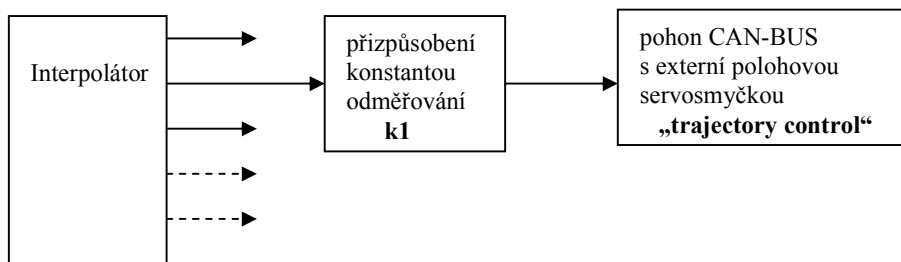 Interpolátor
přizpůsobení
konstantou
odměřování
k1
pohon CAN-BUS
s externí polohovou
servosmyčkou
„trajectory control“